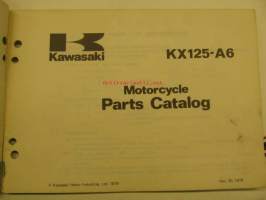 Kawasaki
KX125-A6
Motorcycle
Parts Catalog